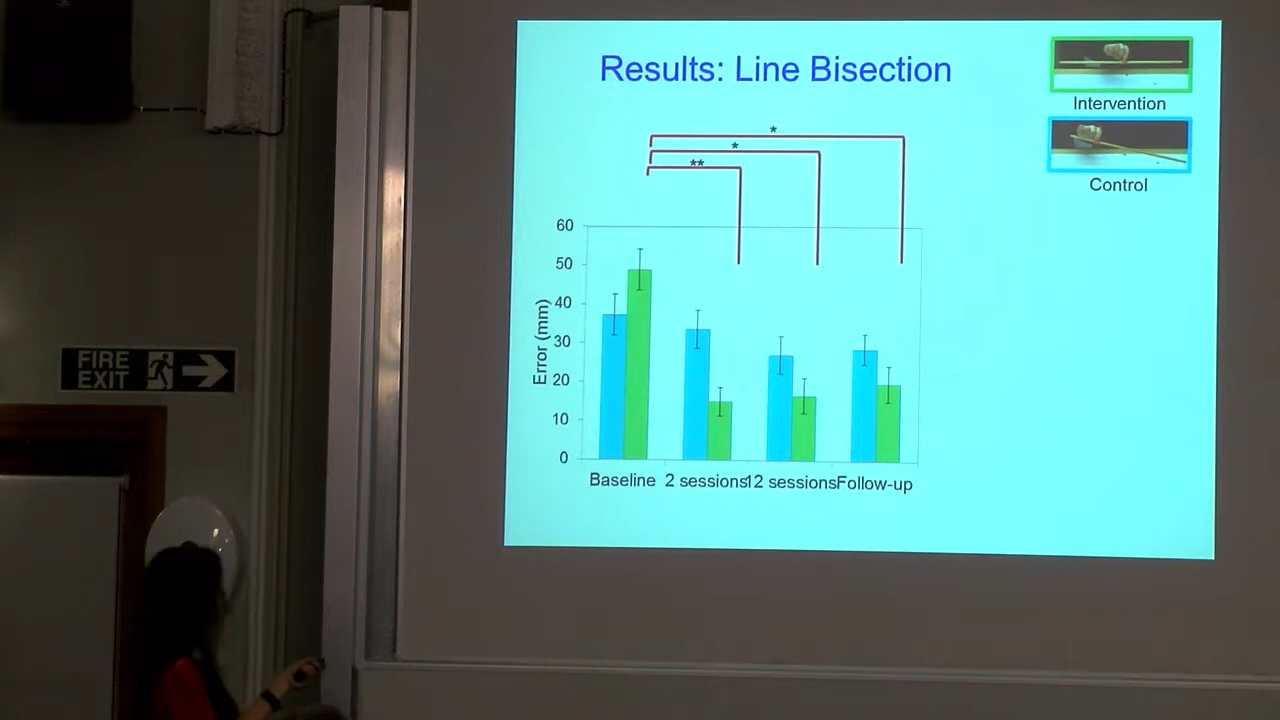 Results: Line Bisection
Intervention
Control
*
*
**
60
50
40
30
20
10
0
Error (mm)
Baseline 2 sessions 12 sessions Follow-up
FIRE
EXIT